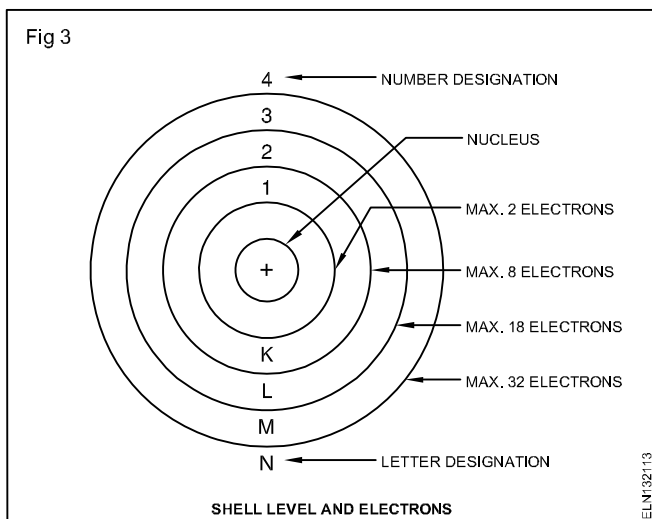 Fig 3
4
NUMBER DESIGNATION
3
NUCLEUS
2
1
MAX. 2 ELECTRONS
+
MAX. 8 ELECTRONS
MAX. 18 ELECTRONS
K
MAX. 32 ELECTRONS
L
M
N
LETTER DESIGNATION
SHELL LEVEL AND ELECTRONS
ELN132113